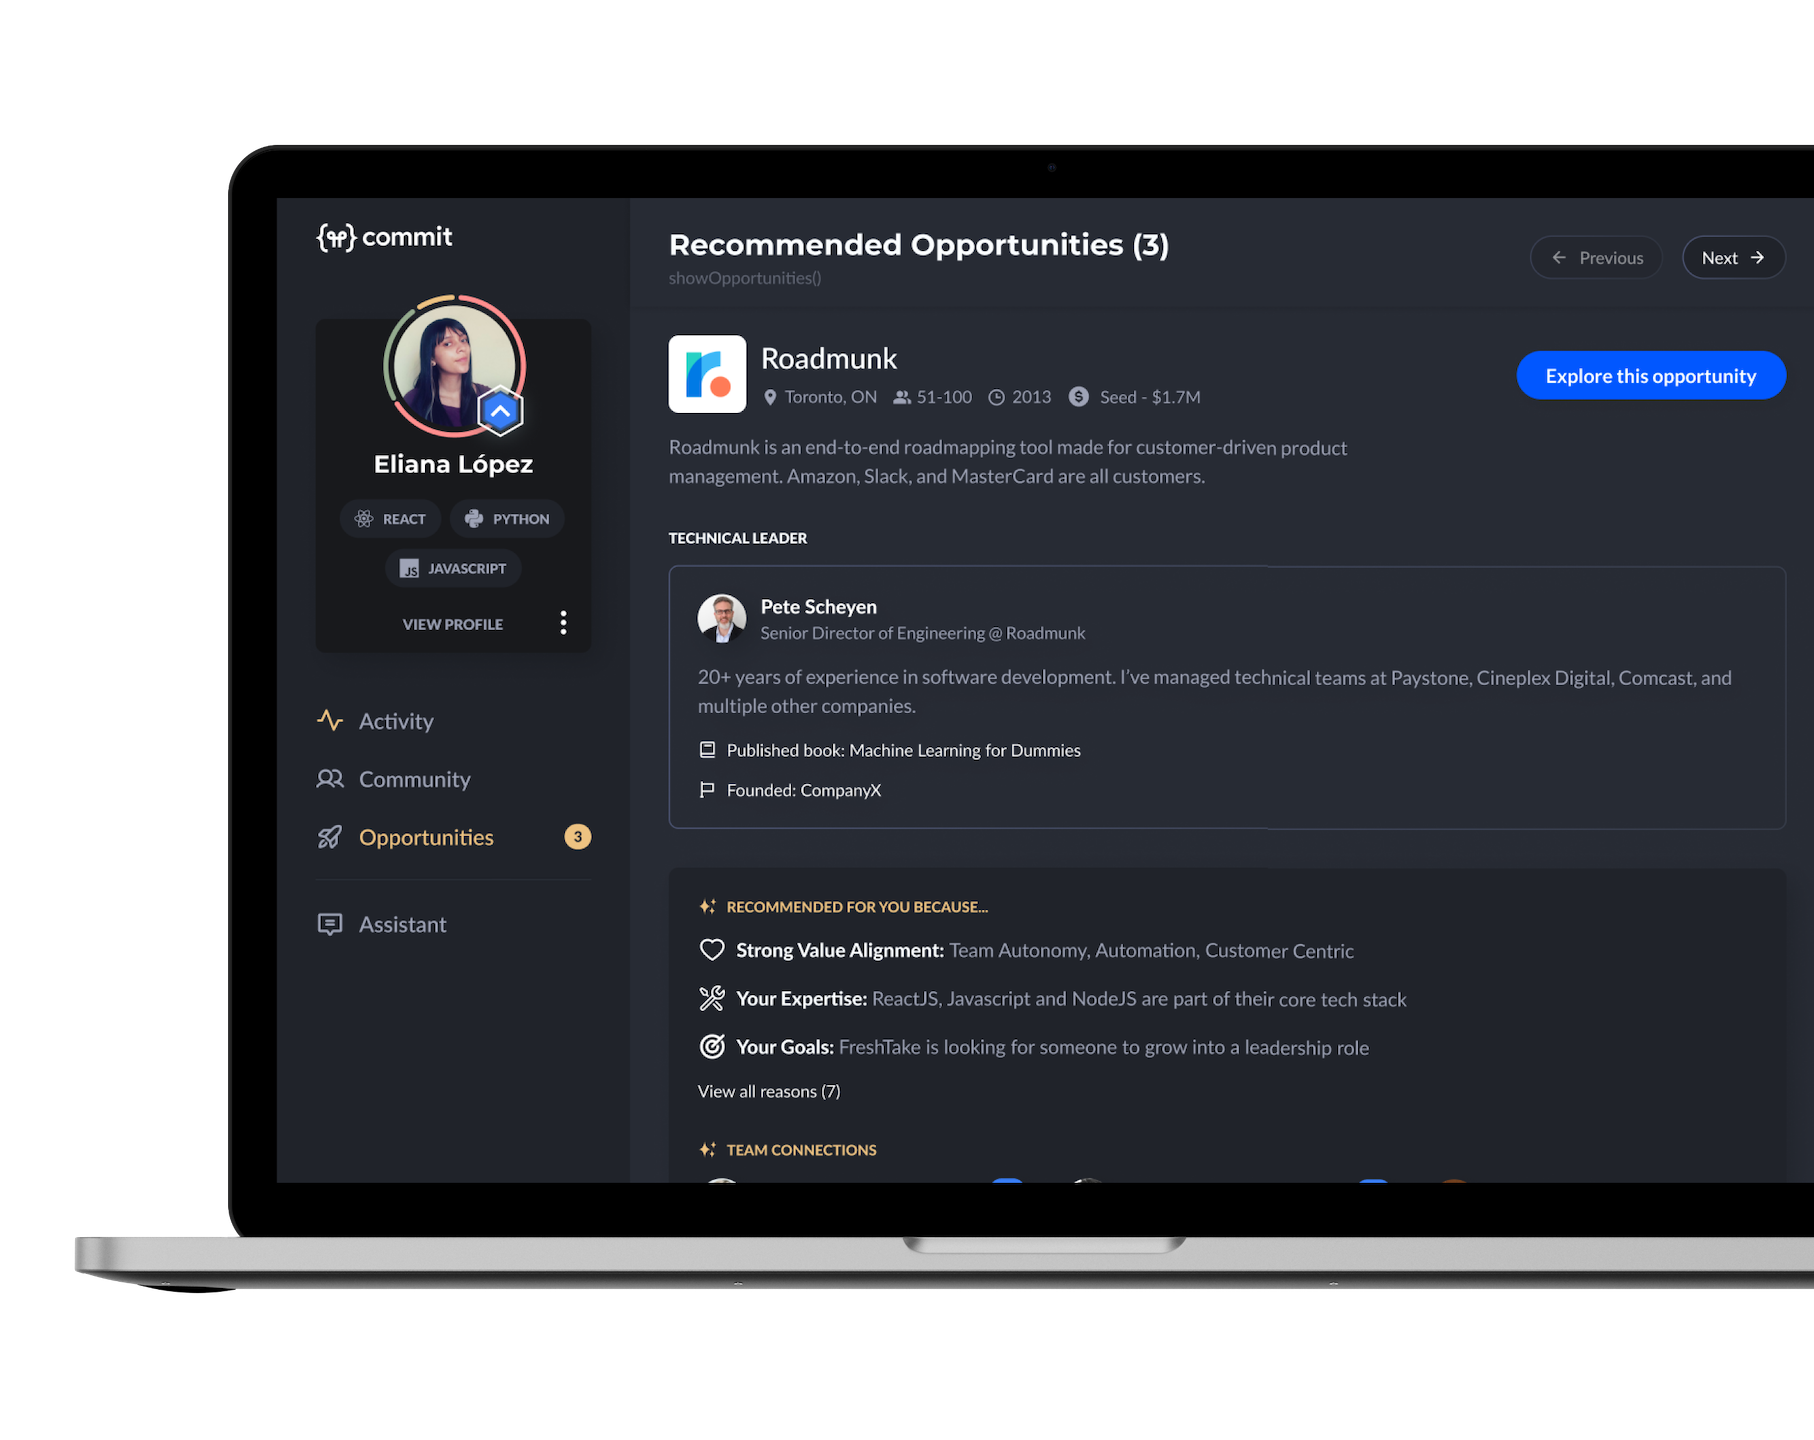 commit
Eliana López
REACT
PYTHON
JS JAVASCRIPT
VIEW PROFILE
Activity
Community
Opportunities 3
Assistant
Recommended Opportunities (3)
showOpportunities()
Previous
Next
Roadmunk
Toronto, ON 51-100 2013 $ Seed - $1.7M
Explore this opportunity
Roadmunk is an end-to-end roadmapping tool made for customer-driven product
management. Amazon, Slack, and MasterCard are all customers.
TECHNICAL LEADER
Pete Scheyen
Senior Director of Engineering @ Roadmunk
20+ years of experience in software development. I've managed technical teams at Paystone, Cineplex Digital, Comcast, and
multiple other companies.
Published book: Machine Learning for Dummies
Founded: CompanyX
RECOMMENDED FOR YOU BECAUSE...
Strong Value Alignment: Team Autonomy, Automation, Customer Centric
Your Expertise: ReactJS, Javascript and NodeJS are part of their core tech stack
Your Goals: FreshTake is looking for someone to grow into a leadership role
View all reasons (7)
TEAM CONNECTIONS